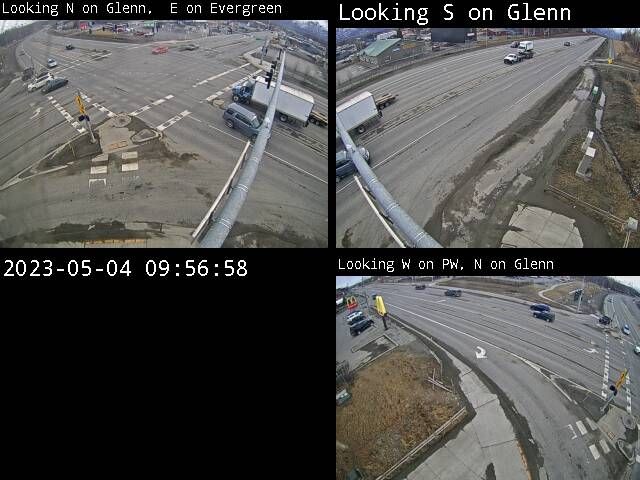 Looking N on Glenn, E on Evergreen
Looking S on Glenn
2023-05-04 09:56:58
Looking W on PW, N on Glenn